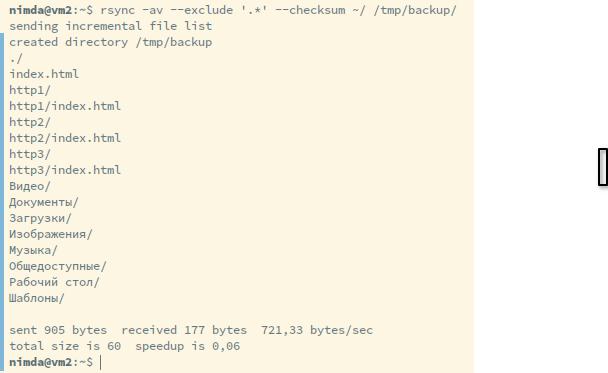 nimda@vm2:~$ rsync -av --exclude '.*' --checksum ~/ /tmp/backup/
sending incremental file list
created directory /tmp/backup
./
index.html
http1/
http1/index.html
http2/
http2/index.html
http3/
http3/index.html
Видео/
Документы/
Загрузки/
Изображения/
Музыка/
Общедоступные/
Рабочий стол/
Шаблоны/
sent 905 bytes  received 177 bytes  721,33 bytes/sec
total size is 60  speedup is 0,06
nimda@vm2:~$